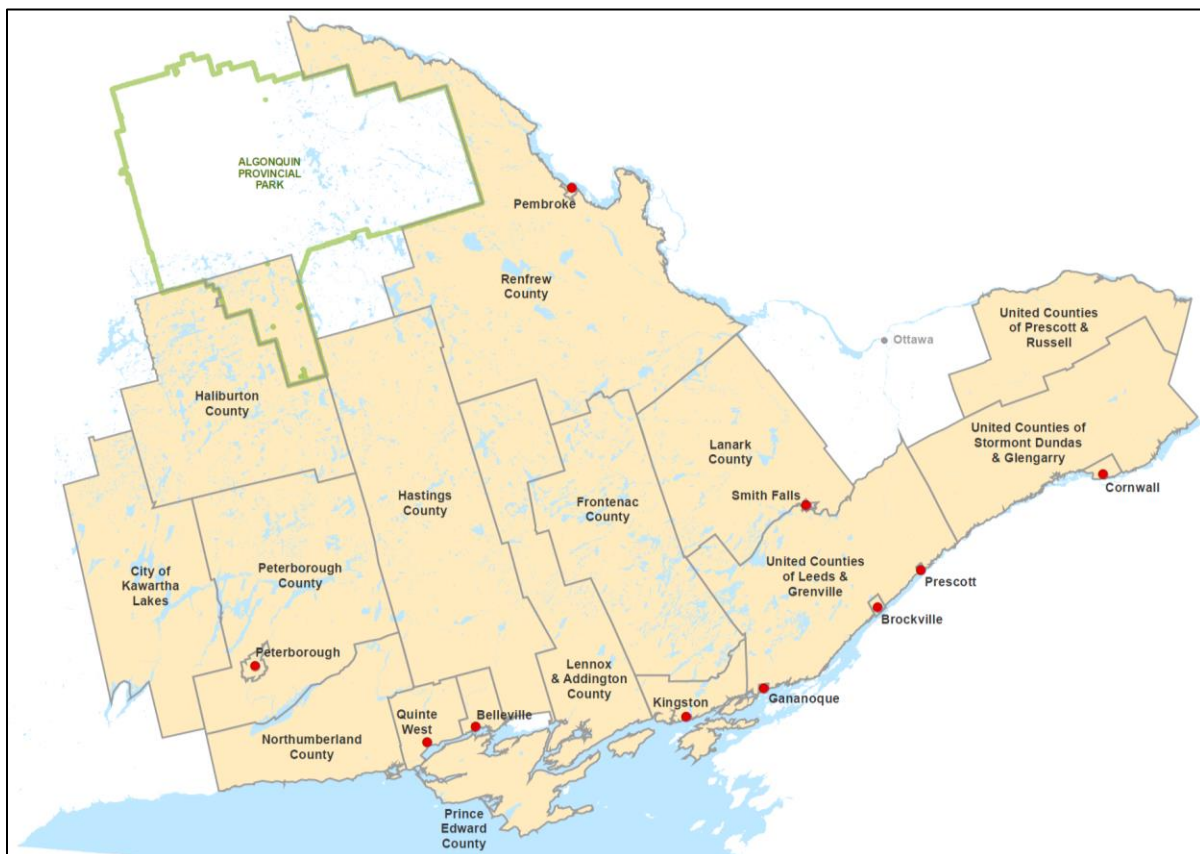 ALGONQUIN
PROVINCIAL
PARK
Pembroke
Renfrew
County
United Counties
of Prescott &
Russell
Ottawa
Haliburton
County
Lanark
County
United Counties of
Stormont Dundas
& Glengarry
Cornwall
Hastings
County
Frontenac
County
Smith Falls
City of
Kawartha
Lakes
Peterborough
County
United Counties
of Leeds &
Grenville
Prescott
Brockville
Peterborough
Lennox
& Addington
County
Gananoque
Kingston
Quinte
West
Belleville
Northumberland
County
Prince
Edward
County